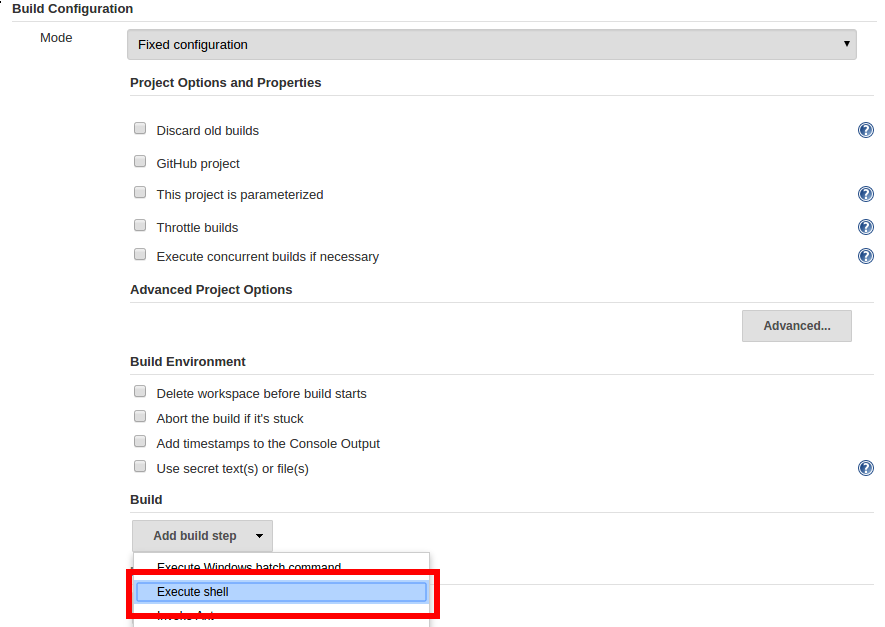 Build Configuration
Mode
Fixed configuration
Project Options and Properties
Discard old builds
GitHub project
This project is parameterized
Throttle builds
Execute concurrent builds if necessary
Advanced Project Options
Advanced...
Build Environment
Delete workspace before build starts
Abort the build if it's stuck
Add timestamps to the Console Output
Use secret text(s) or file(s)
Build
Add build step
Execute Windows batch command
Execute shell
Invoke Ant